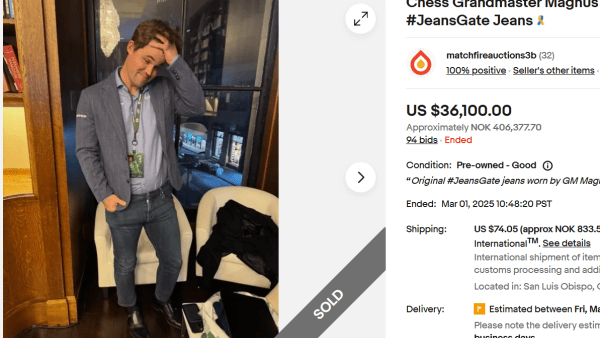 Chess Grandmaster Magnus
#JeansGate Jeans
matchfireauctions3b (32)
100% positive · Seller's other items ·
US $36,100.00
Approximately NOK 406,377.70
94 bids · Ended
Condition: Pre-owned - Good
“Original #JeansGate jeans worn by GM Mag
Ended: Mar 01, 2025 10:48:20 PST
Shipping: US $74.05 (approx NOK 833.5
International™. See details
International shipment of item
customs processing and addi
Located in: San Luis Obispo,
Delivery: Estimated between Fri, Ma
Please note the delivery estim
business days.
SOLD